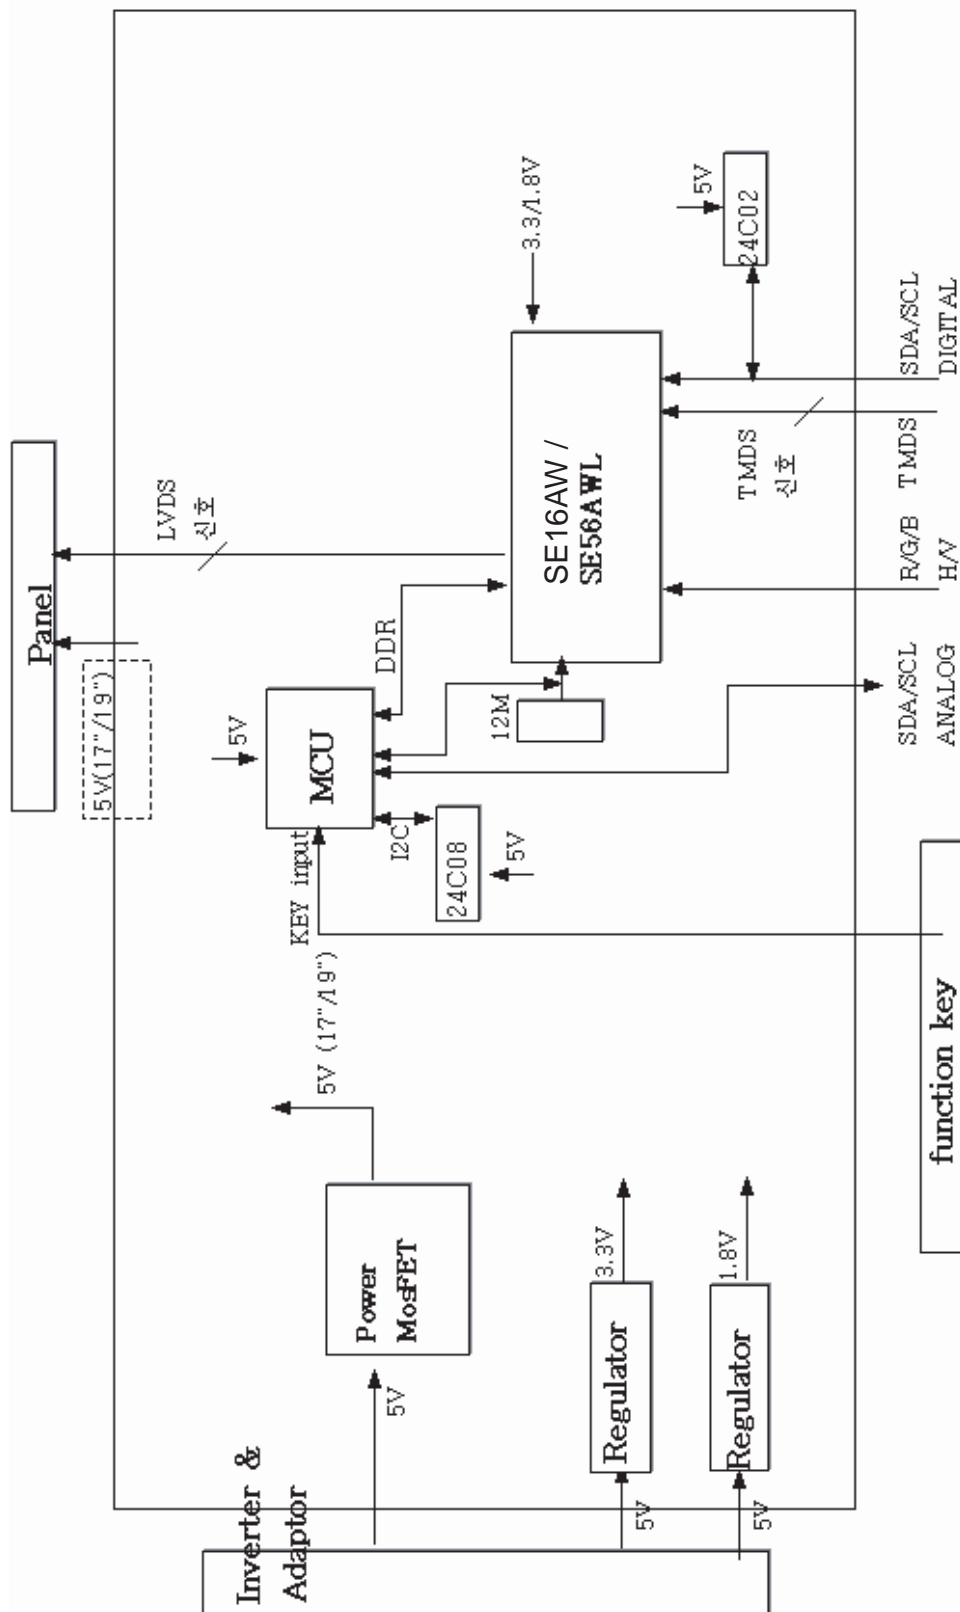 Panel
5V(17"/19")
LVDS
신호
5V
MCU
KEY input
DDR
I2C
24C08
5V
12M
SE16AW /
SE56AWL
3.3/1.8V
5V
24C02
TMDS
신호
SDA/SCL
DIGITAL
TMDS
R/G/B
H/V
SDA/SCL
ANALOG
function key
5V (17"/19")
Power
MosFET
5V
3.3V
Regulator
5V
1.8V
Regulator
5V
Inverter &
Adaptor